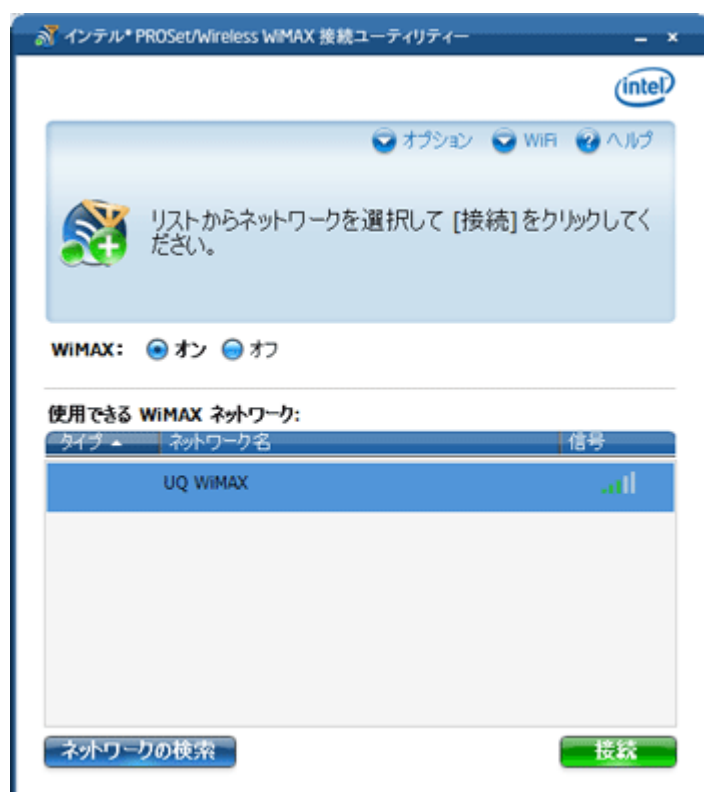 インテル® PROSet/Wireless WiMAX 接続ユーティリティー
intel
オプション WiFi ヘルプ
リストからネットワークを選択して [接続] をクリックしてく
ださい。
WiMAX: オン オフ
使用できる WiMAX ネットワーク:
タイプ ネットワーク名 信号
UQ WiMAX
ネットワークの検索 接続